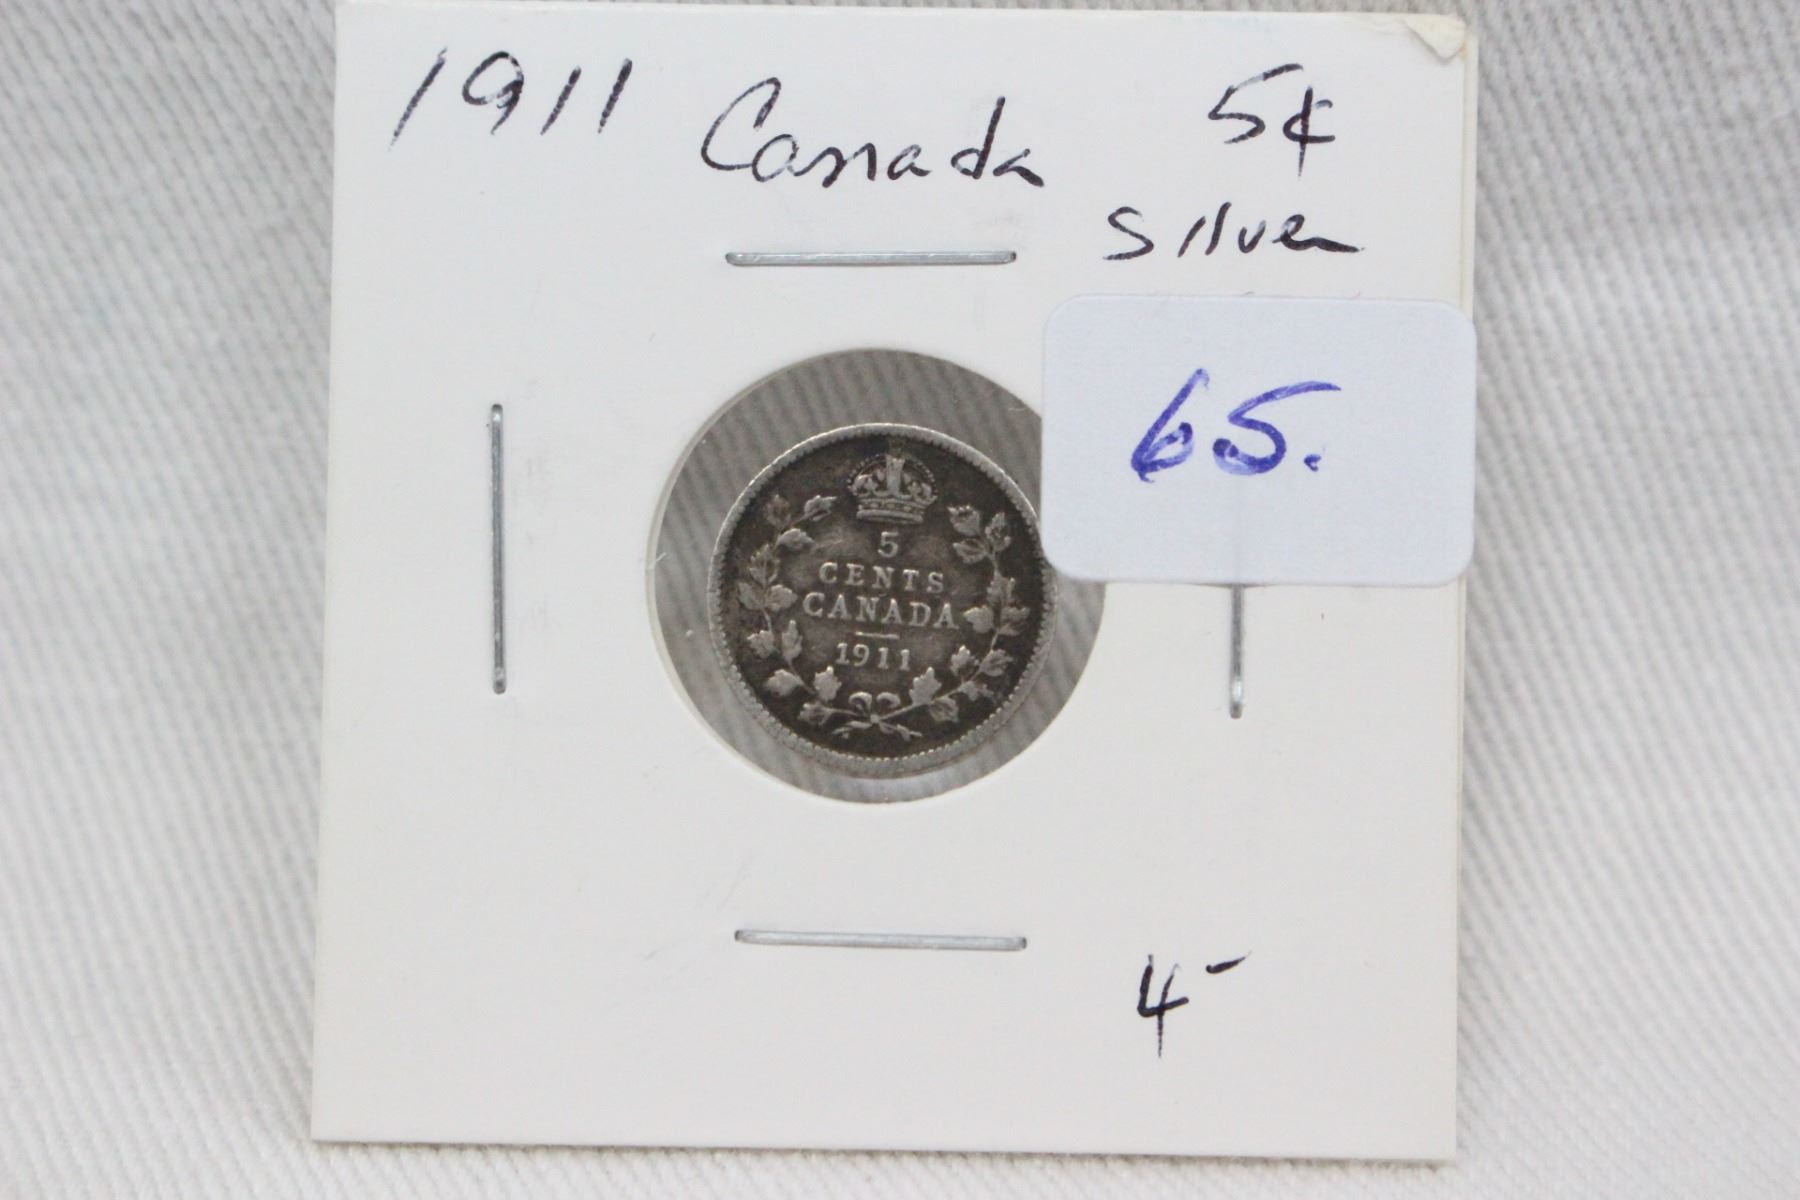 1911 Canada 5¢
silver
65.
5
CENTS
CANADA
1911
4-